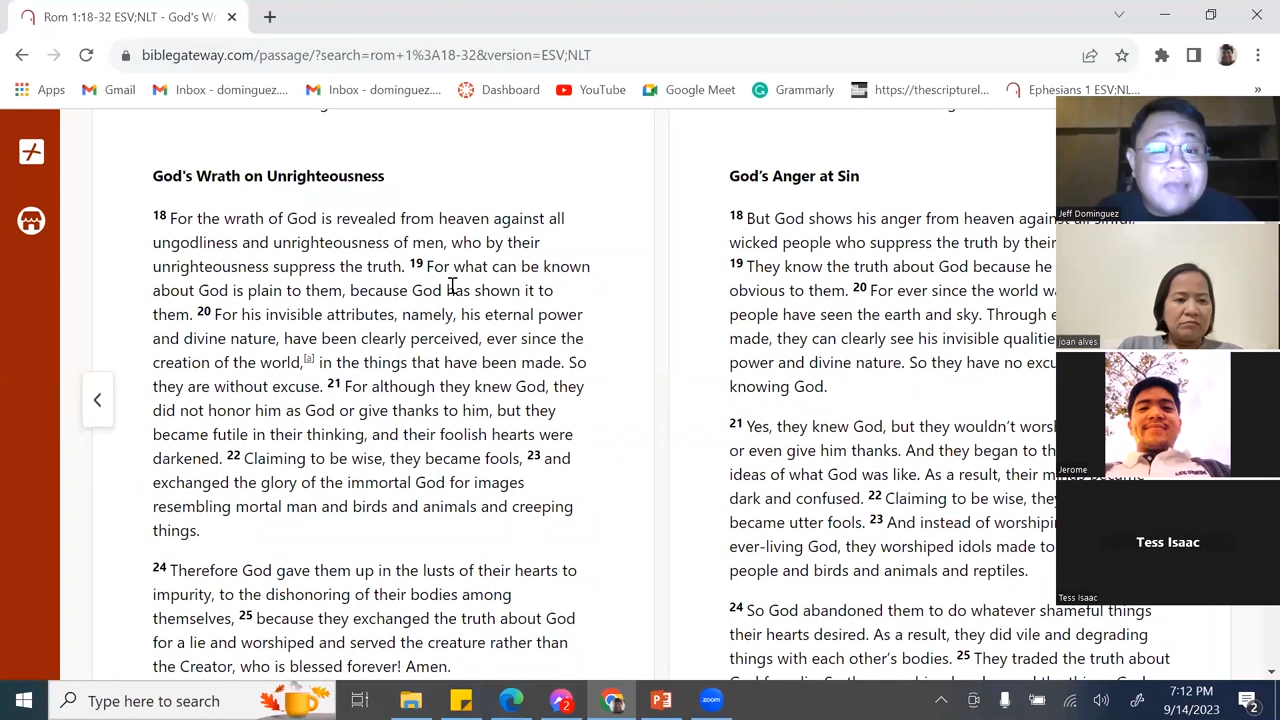 Rom 1:18-32 ESV;NLT - God's Wr
biblegateway.com/passage/?search=rom+1%3A18-32&version=ESV;NLT
Apps
Gmail
Inbox - dominguez....
Inbox - dominguez....
Dashboard
YouTube
Google Meet
Grammarly
https://thescripturel...
Ephesians 1 ESV;NL...
»
God's Wrath on Unrighteousness
18 For the wrath of God is revealed from heaven against all
ungodliness and unrighteousness of men, who by their
unrighteousness suppress the truth. 19 For what can be known
about God is plain to them, because God has shown it to
them. 20 For his invisible attributes, namely, his eternal power
and divine nature, have been clearly perceived, ever since the
creation of the world,[a] in the things that have been made. So
they are without excuse. 21 For although they knew God, they
did not honor him as God or give thanks to him, but they
became futile in their thinking, and their foolish hearts were
darkened. 22 Claiming to be wise, they became fools, 23 and
exchanged the glory of the immortal God for images
resembling mortal man and birds and animals and creeping
things.
24 Therefore God gave them up in the lusts of their hearts to
impurity, to the dishonoring of their bodies among
themselves, 25 because they exchanged the truth about God
for a lie and worshiped and served the creature rather than
the Creator, who is blessed forever! Amen.
God's Anger at Sin
18 But God shows his anger from heaven against all sinful,
wicked people who suppress the truth by their
19 They know the truth about God because he
obvious to them. 20 For ever since the world
people have seen the earth and sky. Through
made, they can clearly see his invisible
power and divine nature. So they have no
knowing God.
21 Yes, they knew God, but they wouldn't
or even give him thanks. And they began to
ideas of what God was like. As a result, their minds became
dark and confused. 22 Claiming to be wise, they
became utter fools. 23 And instead of
ever-living God, they worshiped idols made to
people and birds and animals and reptiles.
24 So God abandoned them to do whatever shameful things
their hearts desired. As a result, they did vile and degrading
things with each other's bodies. 25 They traded the truth about
Jeff Dominguez
joan alves
Jerome
Tess Isaac
Tess Isaac
Type here to search
2
zoom
7:12 PM
9/14/2023
2